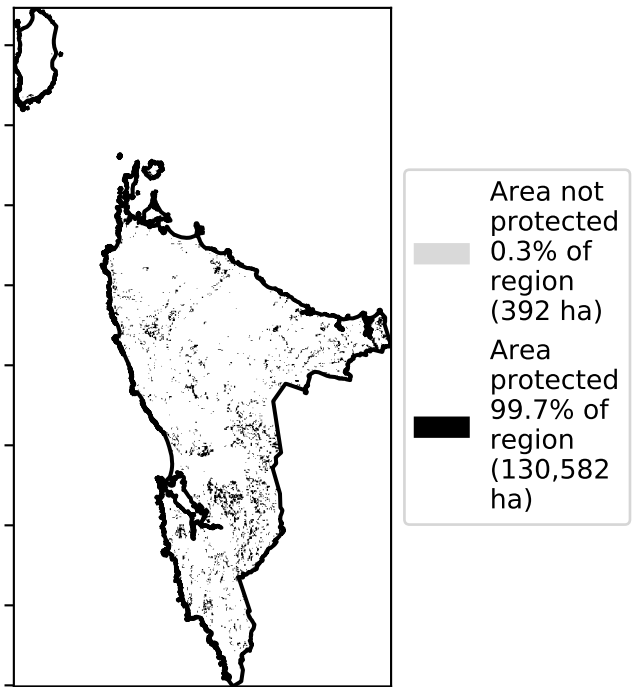 Area not
protected
0.3% of
region
(392 ha)
Area
protected
99.7% of
region
(130,582
ha)